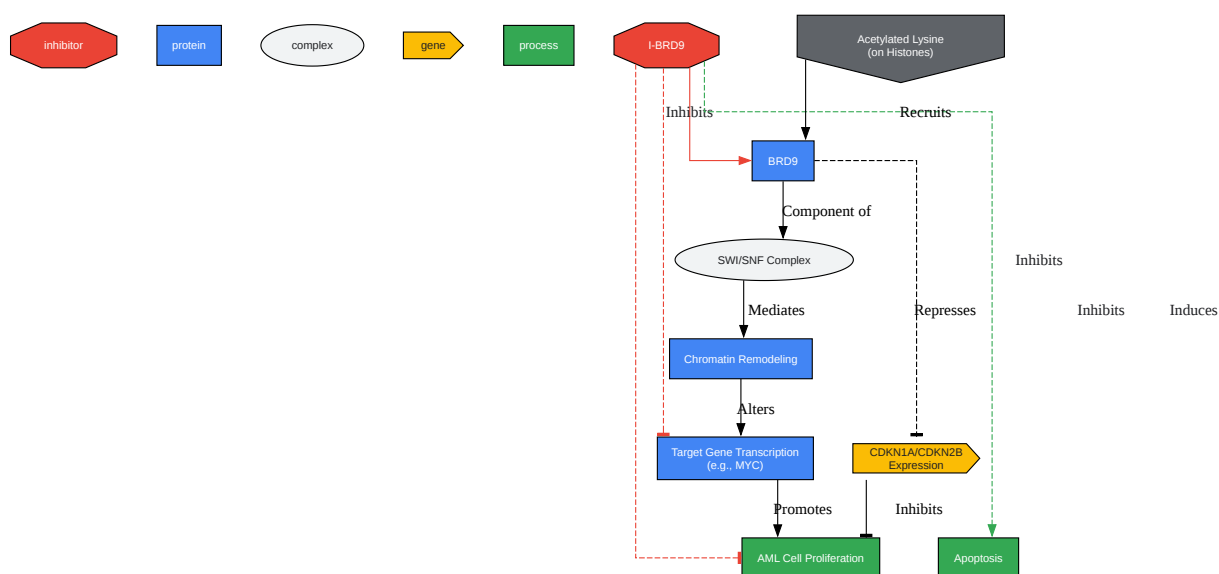 inhibitor
protein
complex
gene
process
I-BRD9
Acetylated Lysine
(on Histones)
Inhibits
Recruits
BRD9
Component of
SWI/SNF Complex
Inhibits
Mediates
Represses
Inhibits
Induces
Chromatin Remodeling
Alters
Target Gene Transcription
(e.g., MYC)
CDKN1A/CDKN2B
Expression
Promotes
Inhibits
AML Cell Proliferation
Apoptosis